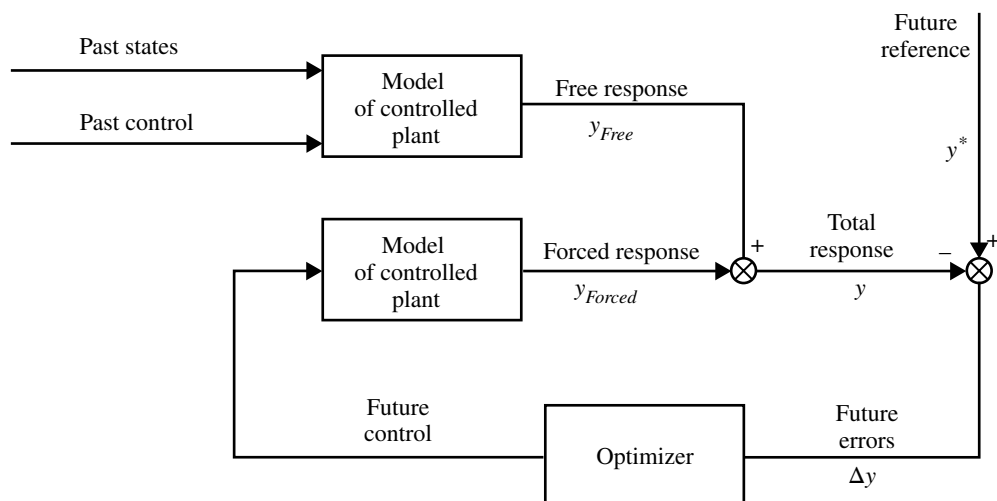 Past states
Past control
Model
of controlled
plant
Free response
y_Free
Future
reference
y*
Model
of controlled
plant
Forced response
y_Forced
+
Total
response
y
–
+
Future
control
Optimizer
Future
errors
Δy